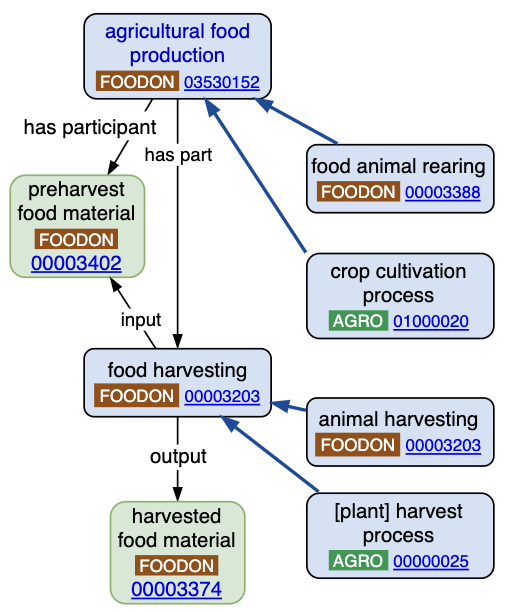 agricultural food
production
FOODON 03530152
has participant
has part
food animal rearing
FOODON 00003388
preharvest
food material
FOODON
00003402
crop cultivation
process
AGRO 01000020
input
food harvesting
FOODON 00003203
animal harvesting
FOODON 00003203
output
[plant] harvest
process
AGRO 00000025
harvested
food material
FOODON
00003374